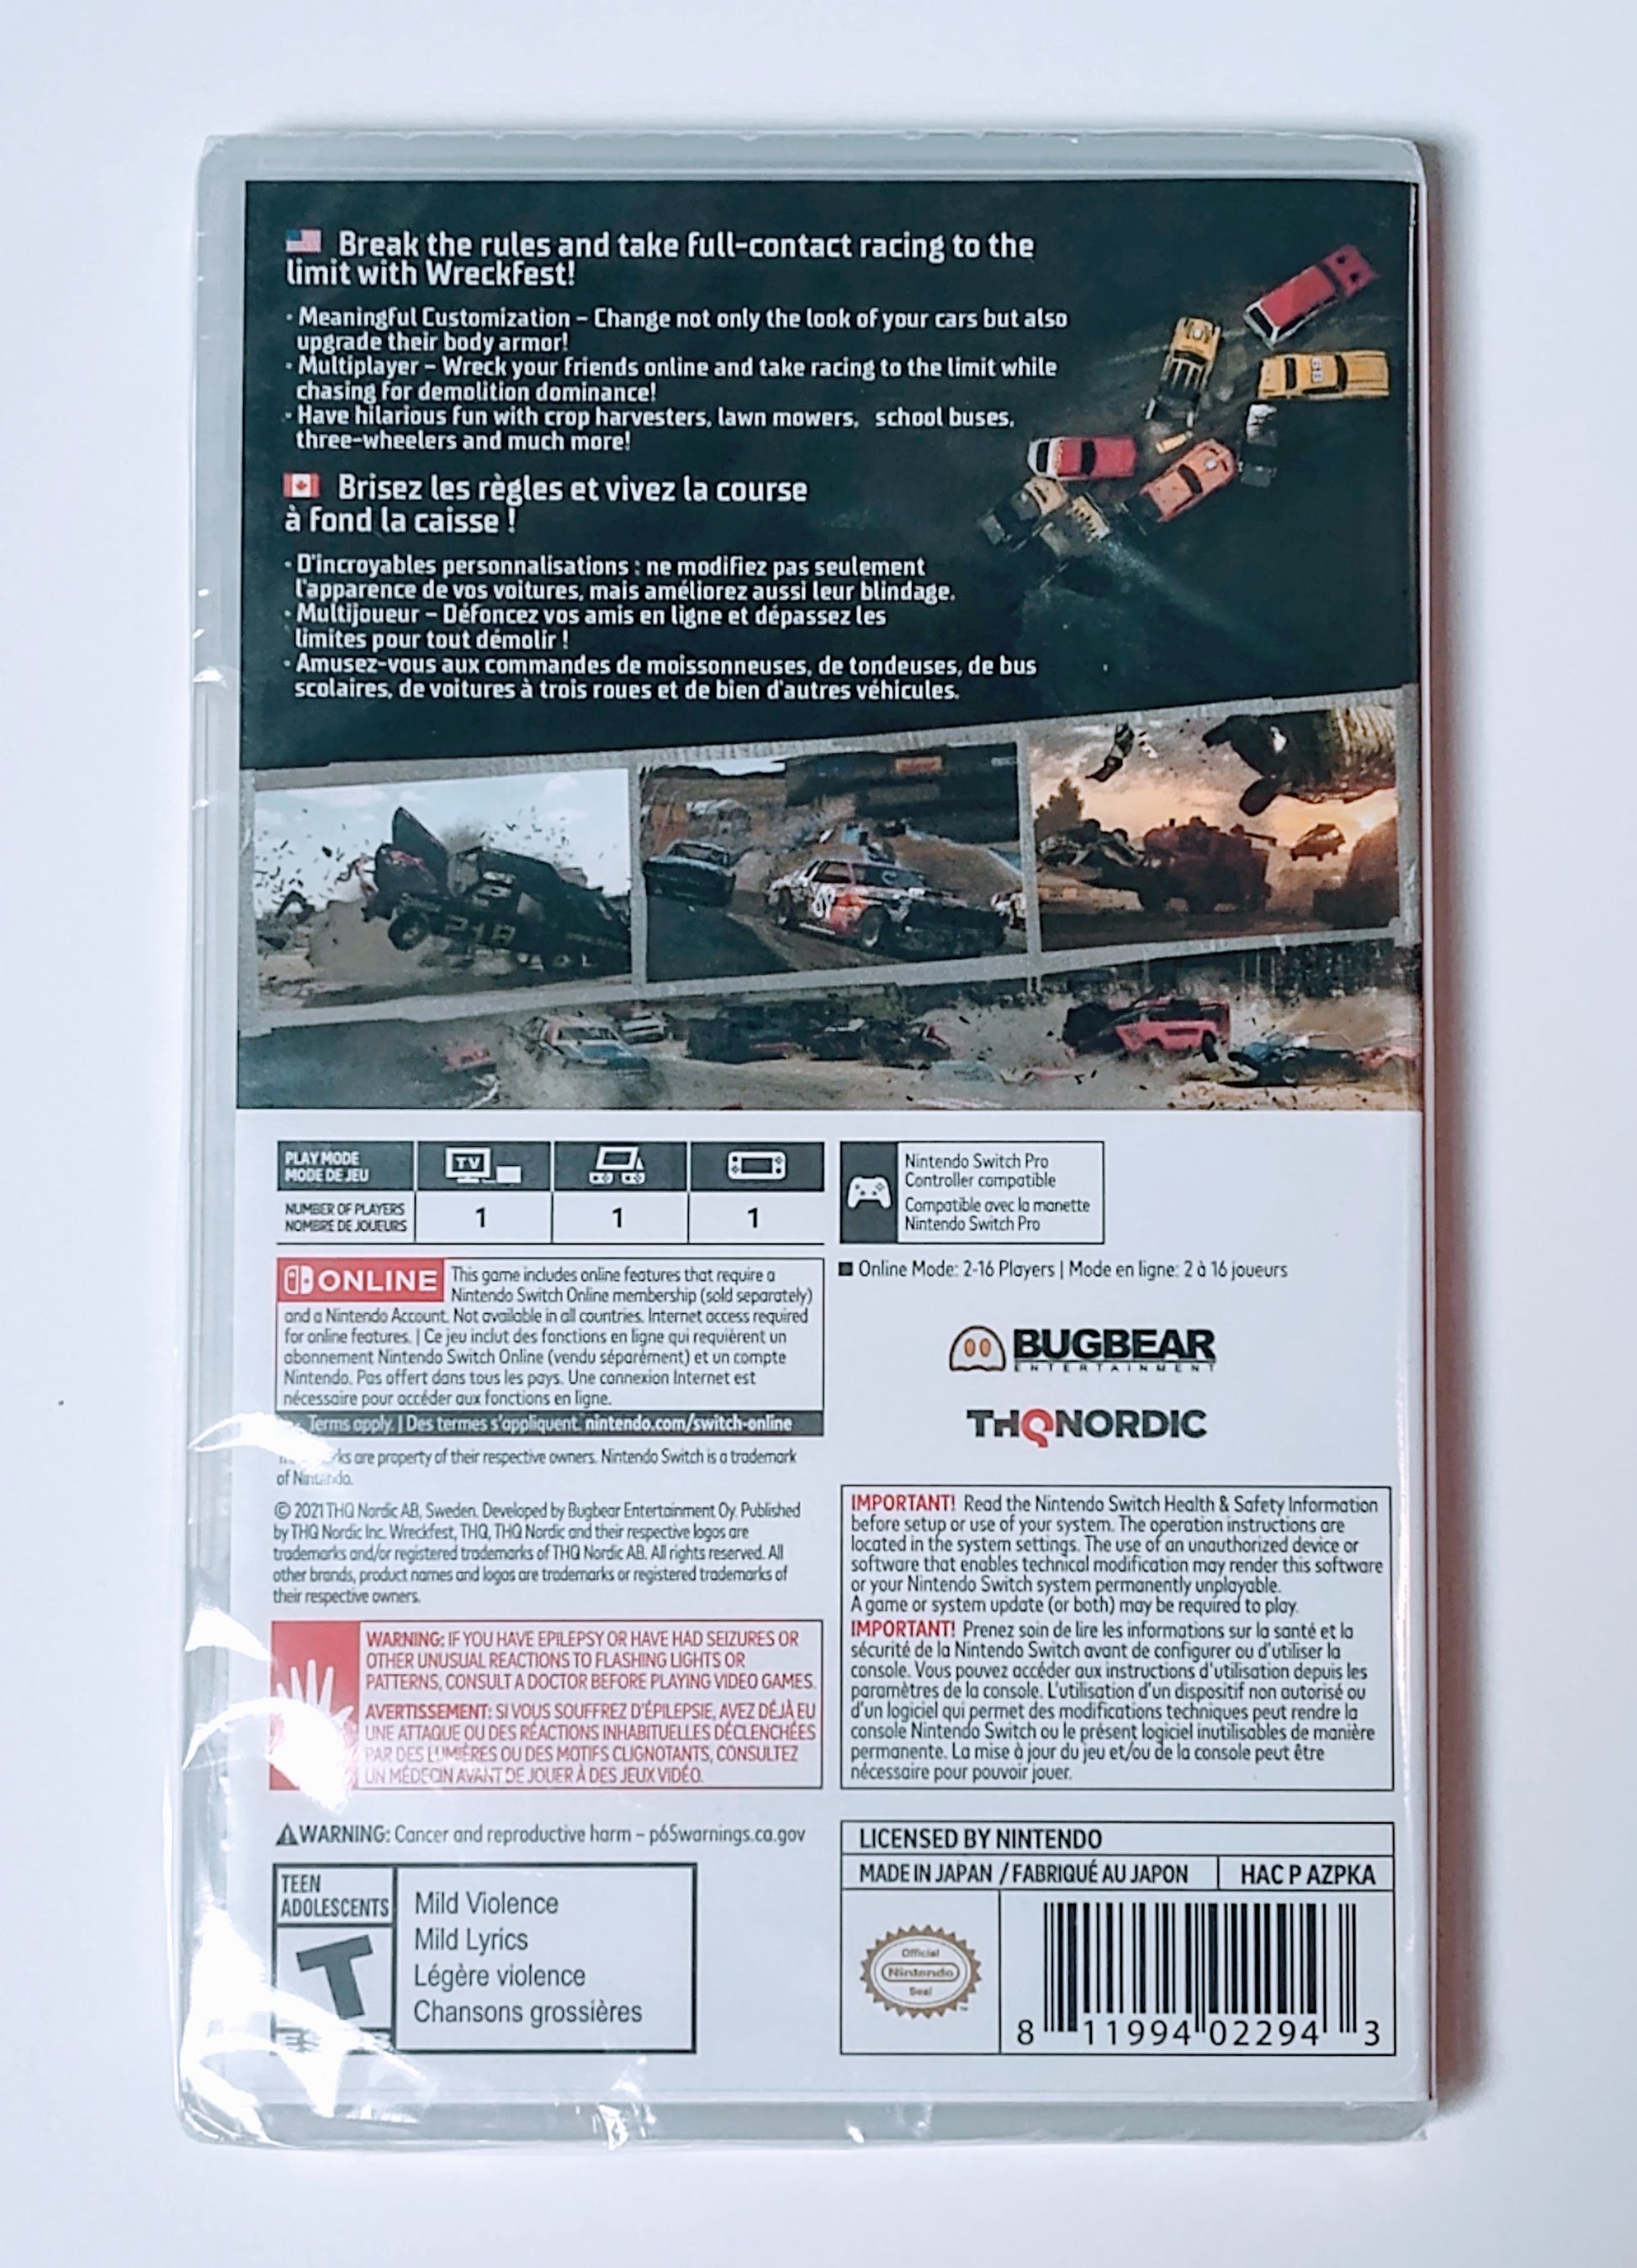 Break the rules and take full-contact racing to the
limit with Wreckfest!
• Meaningful Customization – Change not only the look of your cars but also
upgrade their body armor!
• Multiplayer – Wreck your friends online and take racing to the limit while
chasing for demolition dominance!
• Have hilarious fun with crop harvesters, lawn mowers, school buses,
three-wheelers and much more!
Brisez les règles et vivez la course
à fond la caisse !
• D'incroyables personnalisations : ne modifiez pas seulement
l'apparence de vos voitures, mais améliorez aussi leur blindage.
• Multijoueur – Défoncez vos amis en ligne et dépassez les
limites pour tout démolir !
• Amusez-vous aux commandes de moissonneuses, de tondeuses, de bus
scolaires, de voitures à trois roues et de bien d'autres véhicules.
218
PLAY MODE
MODE DE JEU
TV
NUMBER OF PLAYERS
NOMBRE DE JOUEURS
1 1 1
Nintendo Switch Pro
Controller compatible
Compatible avec la manette
Nintendo Switch Pro
ONLINE This game includes online features that require a
Nintendo Switch Online membership (sold separately)
and a Nintendo Account. Not available in all countries. Internet access required
for online features. | Ce jeu inclut des fonctions en ligne qui requièrent un
abonnement Nintendo Switch Online (vendu séparément) et un compte
Nintendo. Pas offert dans tous les pays. Une connexion Internet est
nécessaire pour accéder aux fonctions en ligne.
Terms apply. | Des termes s'appliquent. nintendo.com/switch-online
■ Online Mode: 2-16 Players | Mode en ligne: 2 à 16 joueurs
BUGBEAR
ENTERTAINMENT
THQNORDIC
are property of their respective owners. Nintendo Switch is a trademark
of Nintendo.
© 2021 THQ Nordic AB, Sweden. Developed by Bugbear Entertainment Oy. Published
by THQ Nordic Inc. Wreckfest, THQ, THQ Nordic and their respective logos are
trademarks and/or registered trademarks of THQ Nordic AB. All rights reserved. All
other brands, product names and logos are trademarks or registered trademarks of
their respective owners.
WARNING: IF YOU HAVE EPILEPSY OR HAVE HAD SEIZURES OR
OTHER UNUSUAL REACTIONS TO FLASHING LIGHTS OR
PATTERNS, CONSULT A DOCTOR BEFORE PLAYING VIDEO GAMES.
AVERTISSEMENT: SI VOUS SOUFFREZ D'ÉPILEPSIE, AVEZ DÉJÀ EU
UNE ATTAQUE OU DES RÉACTIONS INHABITUELLES DÉCLENCHÉES
PAR DES LUMIÈRES OU DES MOTIFS CLIGNOTANTS, CONSULTEZ
UN MÉDECIN AVANT DE JOUER À DES JEUX VIDÉO.
IMPORTANT! Read the Nintendo Switch Health & Safety Information
before setup or use of your system. The operation instructions are
located in the system settings. The use of an unauthorized device or
software that enables technical modification may render this software
or your Nintendo Switch system permanently unplayable.
A game or system update (or both) may be required to play.
IMPORTANT! Prenez soin de lire les informations sur la santé et la
sécurité de la Nintendo Switch avant de configurer ou d'utiliser la
console. Vous pouvez accéder aux instructions d'utilisation depuis les
paramètres de la console. L'utilisation d'un dispositif non autorisé ou
d'un logiciel qui permet des modifications techniques peut rendre la
console Nintendo Switch ou le présent logiciel inutilisables de manière
permanente. La mise à jour du jeu et/ou de la console peut être
nécessaire pour pouvoir jouer.
WARNING: Cancer and reproductive harm – p65warnings.ca.gov
TEEN
ADOLESCENTS
T
Mild Violence
Mild Lyrics
Légère violence
Chansons grossières
LICENSED BY NINTENDO
MADE IN JAPAN / FABRIQUÉ AU JAPON
HAC P AZPKA
Official
Nintendo
Seal
8 11994 02294 3